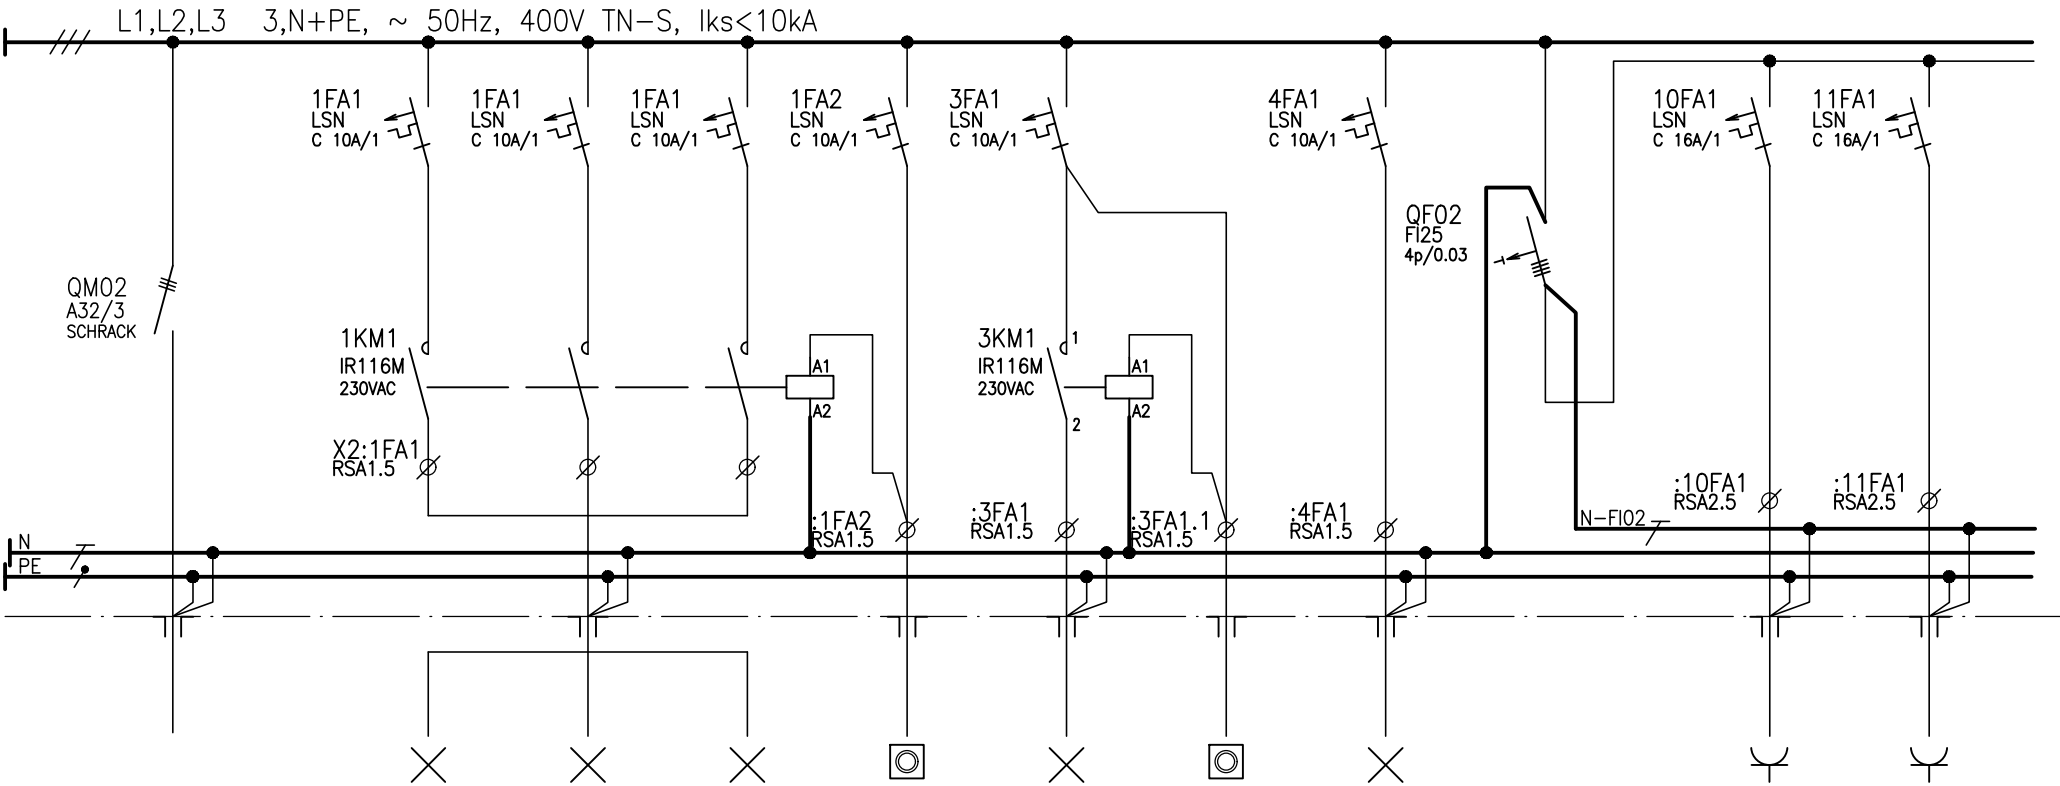 L1,L2,L3 3,N+PE, ~ 50Hz, 400V TN-S, Iks<10kA
1FA1
LSN
C 10A/1
1FA1
LSN
C 10A/1
1FA1
LSN
C 10A/1
1FA2
LSN
C 10A/1
3FA1
LSN
C 10A/1
4FA1
LSN
C 10A/1
10FA1
LSN
C 16A/1
11FA1
LSN
C 16A/1
QF02
FI25
4p/0.03
QM02
A32/3
SCHRACK
1KM1
IR116M
230VAC
A1
A2
3KM1
IR116M
230VAC
1
2
A1
A2
X2:1FA1
RSA1.5
:1FA2
RSA1.5
:3FA1
RSA1.5
:3FA1.1
RSA1.5
:4FA1
RSA1.5
:10FA1
RSA2.5
:11FA1
RSA2.5
N-FI02
N
PE